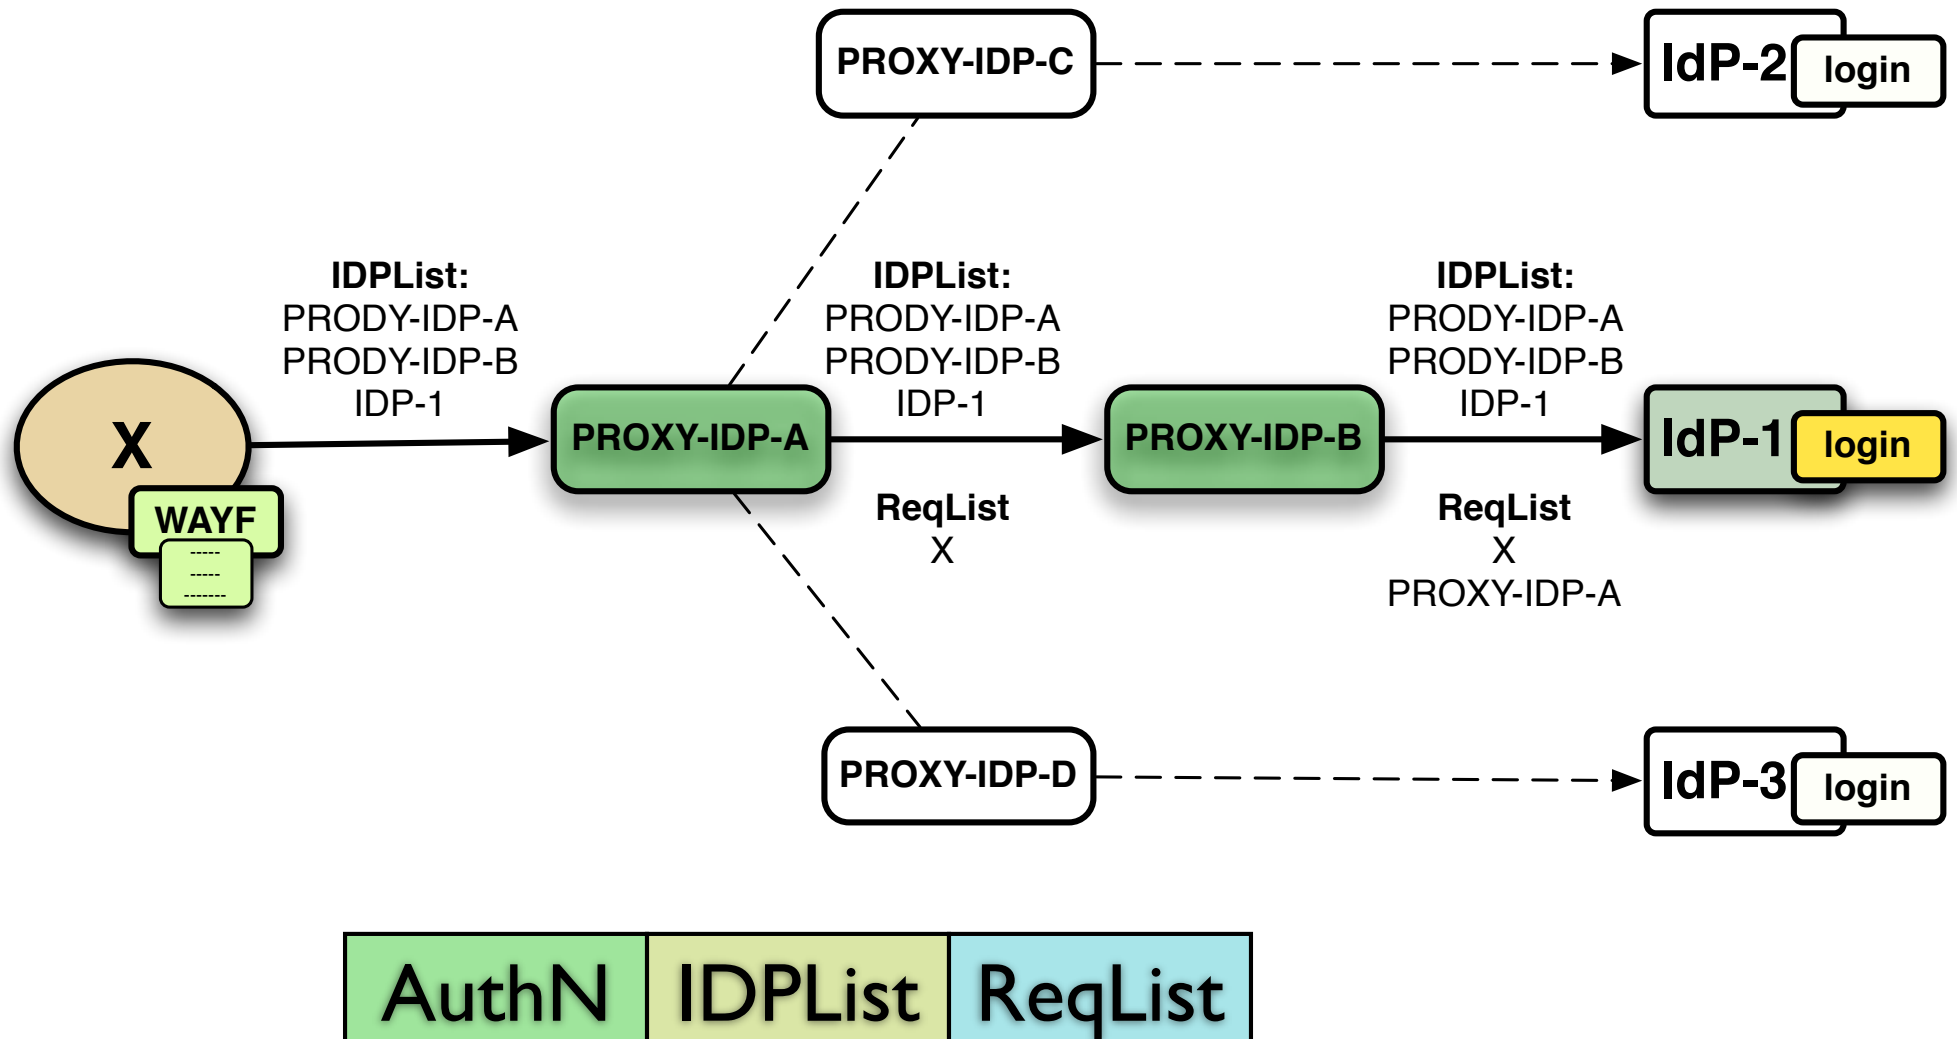 PROXY-IDP-C
IdP-2
login
IDPList:
PRODY-IDP-A
PRODY-IDP-B
IDP-1
IDPList:
PRODY-IDP-A
PRODY-IDP-B
IDP-1
IDPList:
PRODY-IDP-A
PRODY-IDP-B
IDP-1
X
WAYF
-----
-----
-------
PROXY-IDP-A
PROXY-IDP-B
IdP-1
login
ReqList
X
ReqList
X
PROXY-IDP-A
PROXY-IDP-D
IdP-3
login
AuthN
IDPList
ReqList